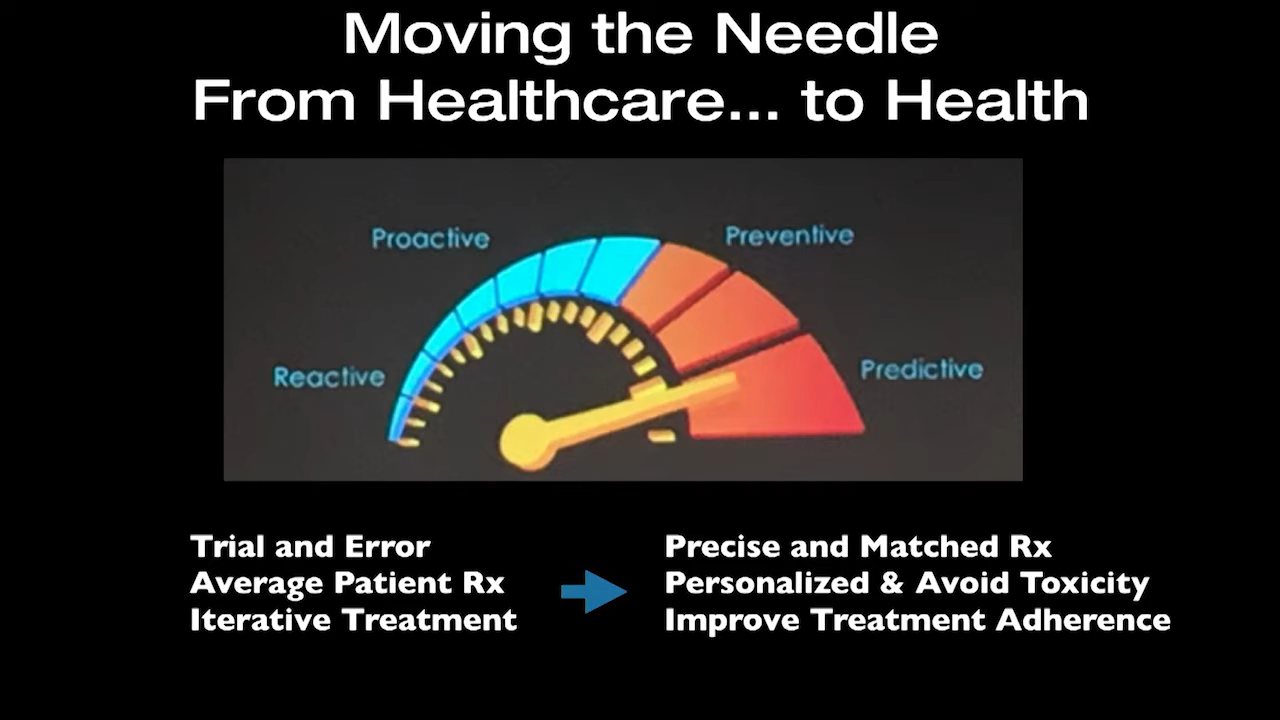 Moving the Needle
From Healthcare... to Health
Proactive
Preventive
Reactive
Predictive
Trial and Error
Average Patient Rx
Iterative Treatment
Precise and Matched Rx
Personalized & Avoid Toxicity
Improve Treatment Adherence